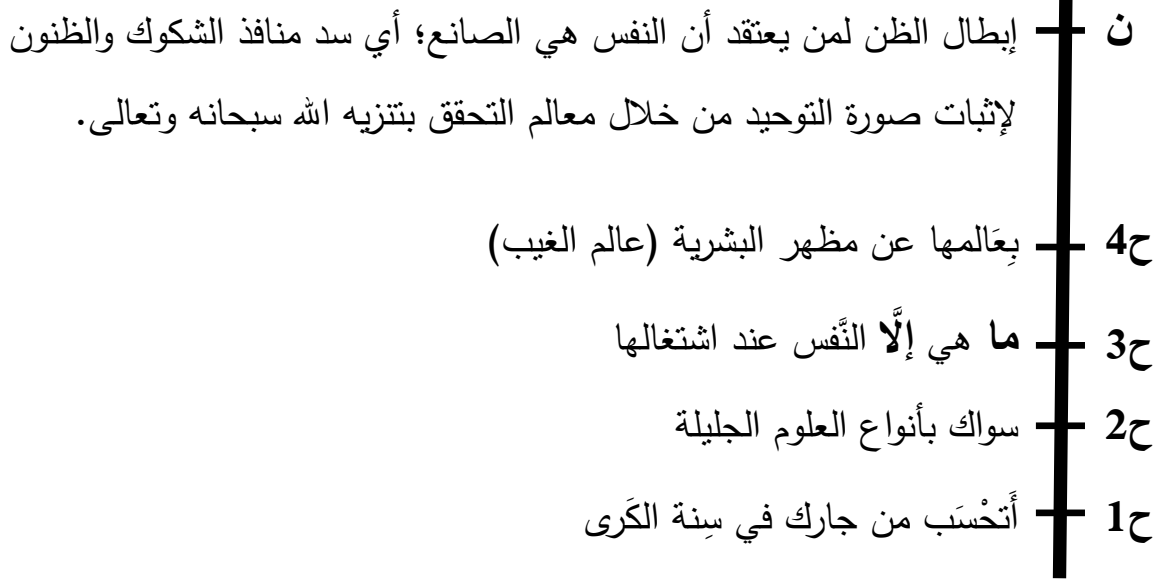 ن إبطال الظن لمن يعتقد أن النفس هي الصانع؛ أي سد منافذ الشكوك والظنون
لإثبات صورة التوحيد من خلال معالم التحقق بتنزيه الله سبحانه وتعالى.
ح4 بِعَالمها عن مظهر البشرية (عالم الغيب)
ح3 ما هي إلَّا النَّفس عند اشتغالها
ح2 سواك بأنواع العلوم الجليلة
ح1 أَتحْسَب من جارك في سِنة الكَرى